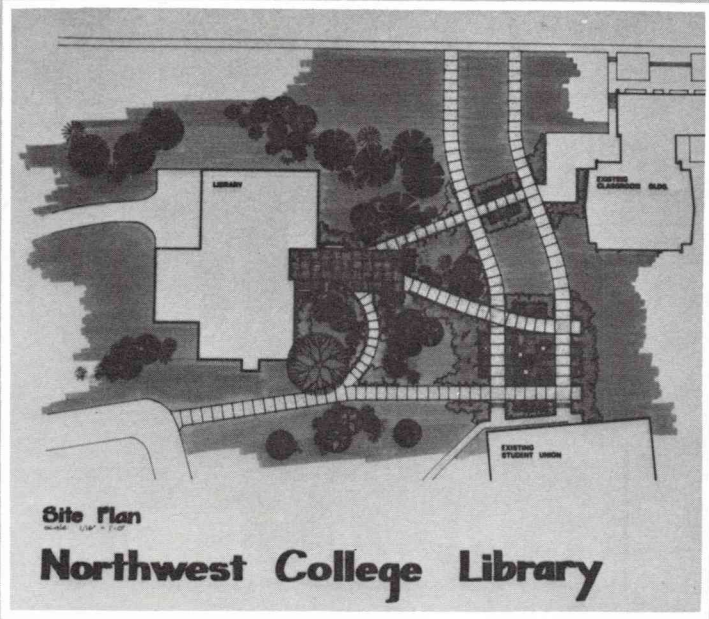 LIBRARY
EXISTING
CLASSROOM BLDG.
EXISTING
STUDENT UNION
Site Plan
Northwest College Library